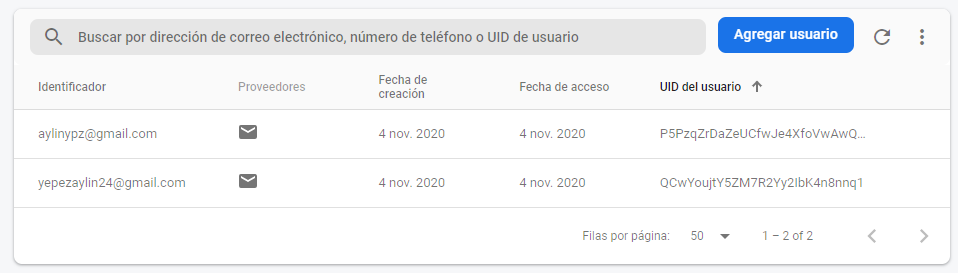 Buscar por dirección de correo electrónico, número de teléfono o UID de usuario
Agregar usuario
Identificador
Proveedores
Fecha de
creación
Fecha de acceso
UID del usuario
aylinypz@gmail.com
4 nov. 2020
4 nov. 2020
P5PzqZrDaZeUCfwJe4XfoVwAwQ...
yepezaylin24@gmail.com
4 nov. 2020
4 nov. 2020
QCwYoujtY5ZM7R2Yy2IbK4n8nnq1
Filas por página:
50
1 – 2 of 2